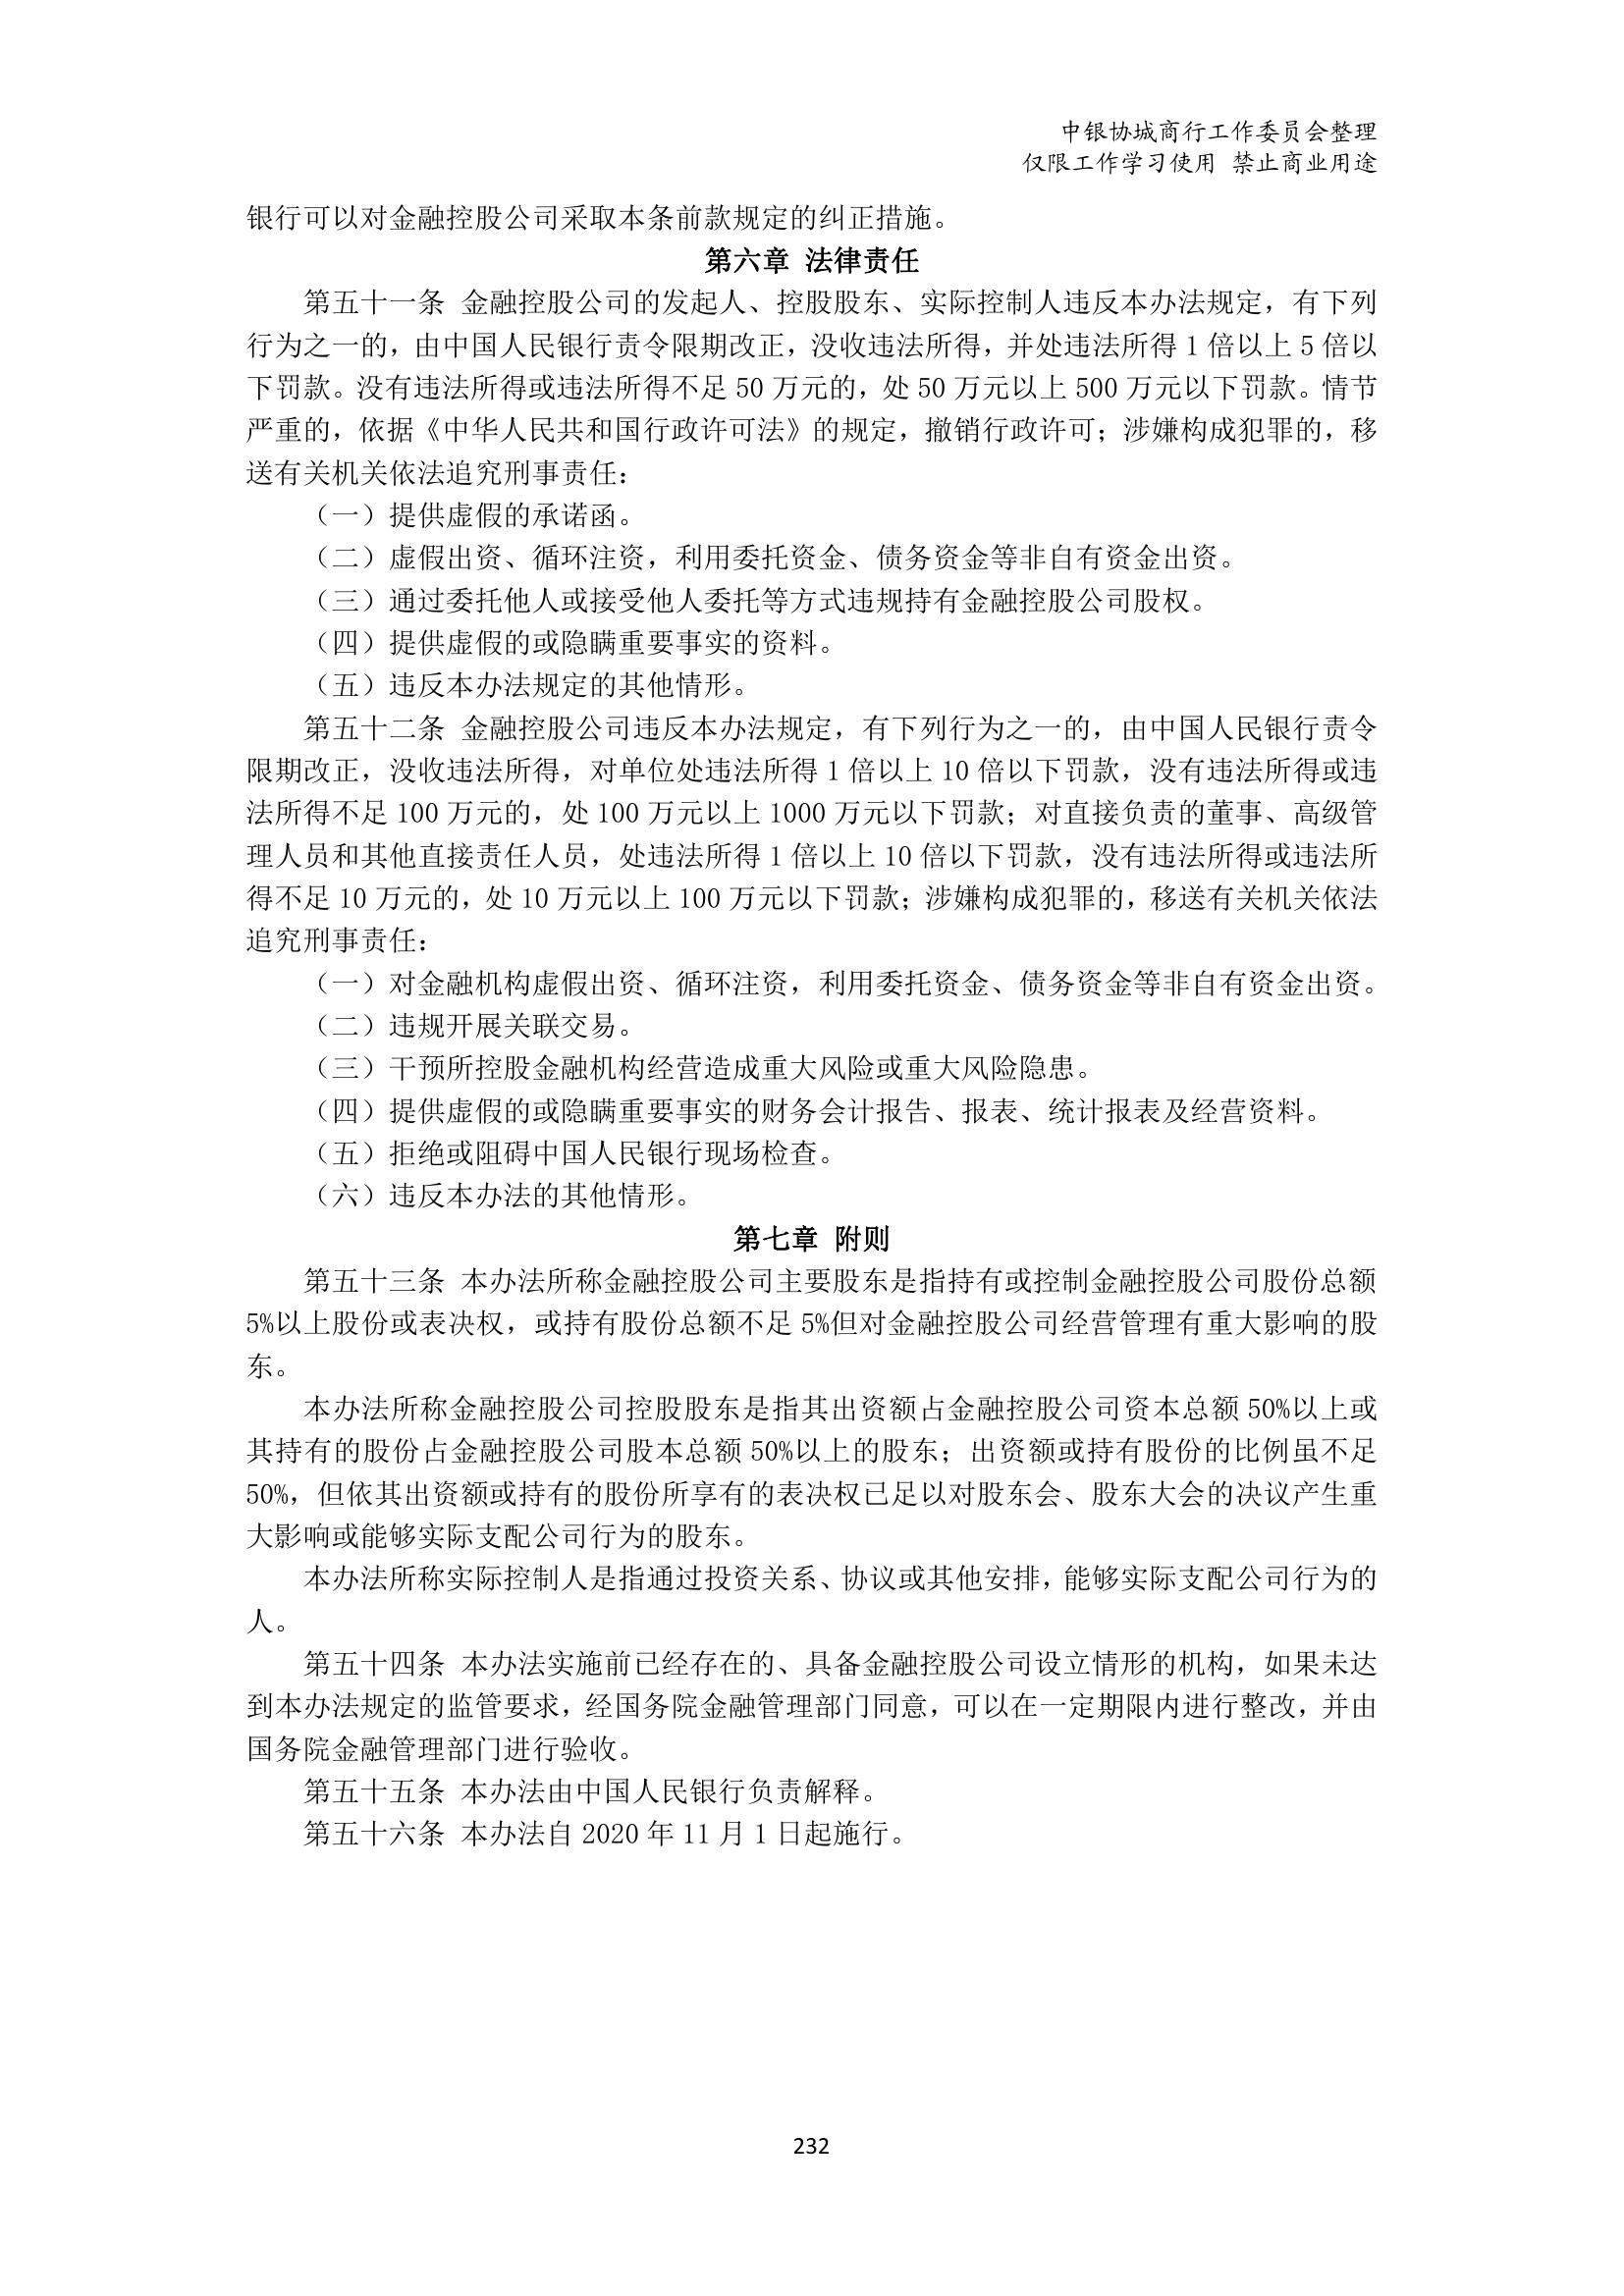 中银协城商行工作委员会整理
仅限工作学习使用 禁止商业用途
银行可以对金融控股公司采取本条前款规定的纠正措施。
第六章 法律责任
第五十一条 金融控股公司的发起人、控股股东、实际控制人违反本办法规定，有下列
行为之一的，由中国人民银行责令限期改正，没收违法所得，并处违法所得 1 倍以上 5 倍以
下罚款。没有违法所得或违法所得不足 50 万元的，处 50 万元以上 500 万元以下罚款。情节
严重的，依据《中华人民共和国行政许可法》的规定，撤销行政许可；涉嫌构成犯罪的，移
送有关机关依法追究刑事责任：
（一）提供虚假的承诺函。
（二）虚假出资、循环注资，利用委托资金、债务资金等非自有资金出资。
（三）通过委托他人或接受他人委托等方式违规持有金融控股公司股权。
（四）提供虚假的或隐瞒重要事实的资料。
（五）违反本办法规定的其他情形。
第五十二条 金融控股公司违反本办法规定，有下列行为之一的，由中国人民银行责令
限期改正，没收违法所得，对单位处违法所得 1 倍以上 10 倍以下罚款，没有违法所得或违
法所得不足 100 万元的，处 100 万元以上 1000 万元以下罚款；对直接负责的董事、高级管
理人员和其他直接责任人员，处违法所得 1 倍以上 10 倍以下罚款，没有违法所得或违法所
得不足 10 万元的，处 10 万元以上 100 万元以下罚款；涉嫌构成犯罪的，移送有关机关依法
追究刑事责任：
（一）对金融机构虚假出资、循环注资，利用委托资金、债务资金等非自有资金出资。
（二）违规开展关联交易。
（三）干预所控股金融机构经营造成重大风险或重大风险隐患。
（四）提供虚假的或隐瞒重要事实的财务会计报告、报表、统计报表及经营资料。
（五）拒绝或阻碍中国人民银行现场检查。
（六）违反本办法的其他情形。
第七章 附则
第五十三条 本办法所称金融控股公司主要股东是指持有或控制金融控股公司股份总额
5%以上股份或表决权，或持有股份总额不足 5%但对金融控股公司经营管理有重大影响的股
东。
本办法所称金融控股公司控股股东是指其出资额占金融控股公司资本总额 50%以上或
其持有的股份占金融控股公司股本总额 50%以上的股东；出资额或持有股份的比例虽不足
50%，但依其出资额或持有的股份所享有的表决权已足以对股东会、股东大会的决议产生重
大影响或能够实际支配公司行为的股东。
本办法所称实际控制人是指通过投资关系、协议或其他安排，能够实际支配公司行为的
人。
第五十四条 本办法实施前已经存在的、具备金融控股公司设立情形的机构，如果未达
到本办法规定的监管要求，经国务院金融管理部门同意，可以在一定期限内进行整改，并由
国务院金融管理部门进行验收。
第五十五条 本办法由中国人民银行负责解释。
第五十六条 本办法自 2020 年 11 月 1 日起施行。
232